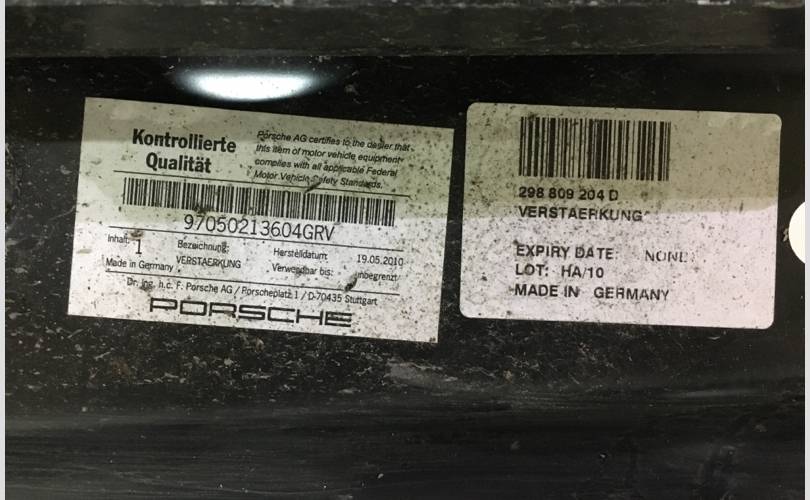 Kontrollierte
Qualität
Porsche AG certifies to the dealer that
this item of motor vehicle equipment
complies with all applicable Federal
Motor Vehicle Safety Standards.
97050213604GRV
Inhalt: 1
Bezeichnung: VERSTAERKUNG
Herstelldatum: 19.05.2010
Verwendbar bis: unbegrenzt
Made in Germany
Dr. Ing. h.c. F. Porsche AG / Porscheplatz 1 / D-70435 Stuttgart
PORSCHE
298 809 204 D
VERSTAERKUNG
EXPIRY DATE: NONE
LOT: HA/10
MADE IN GERMANY